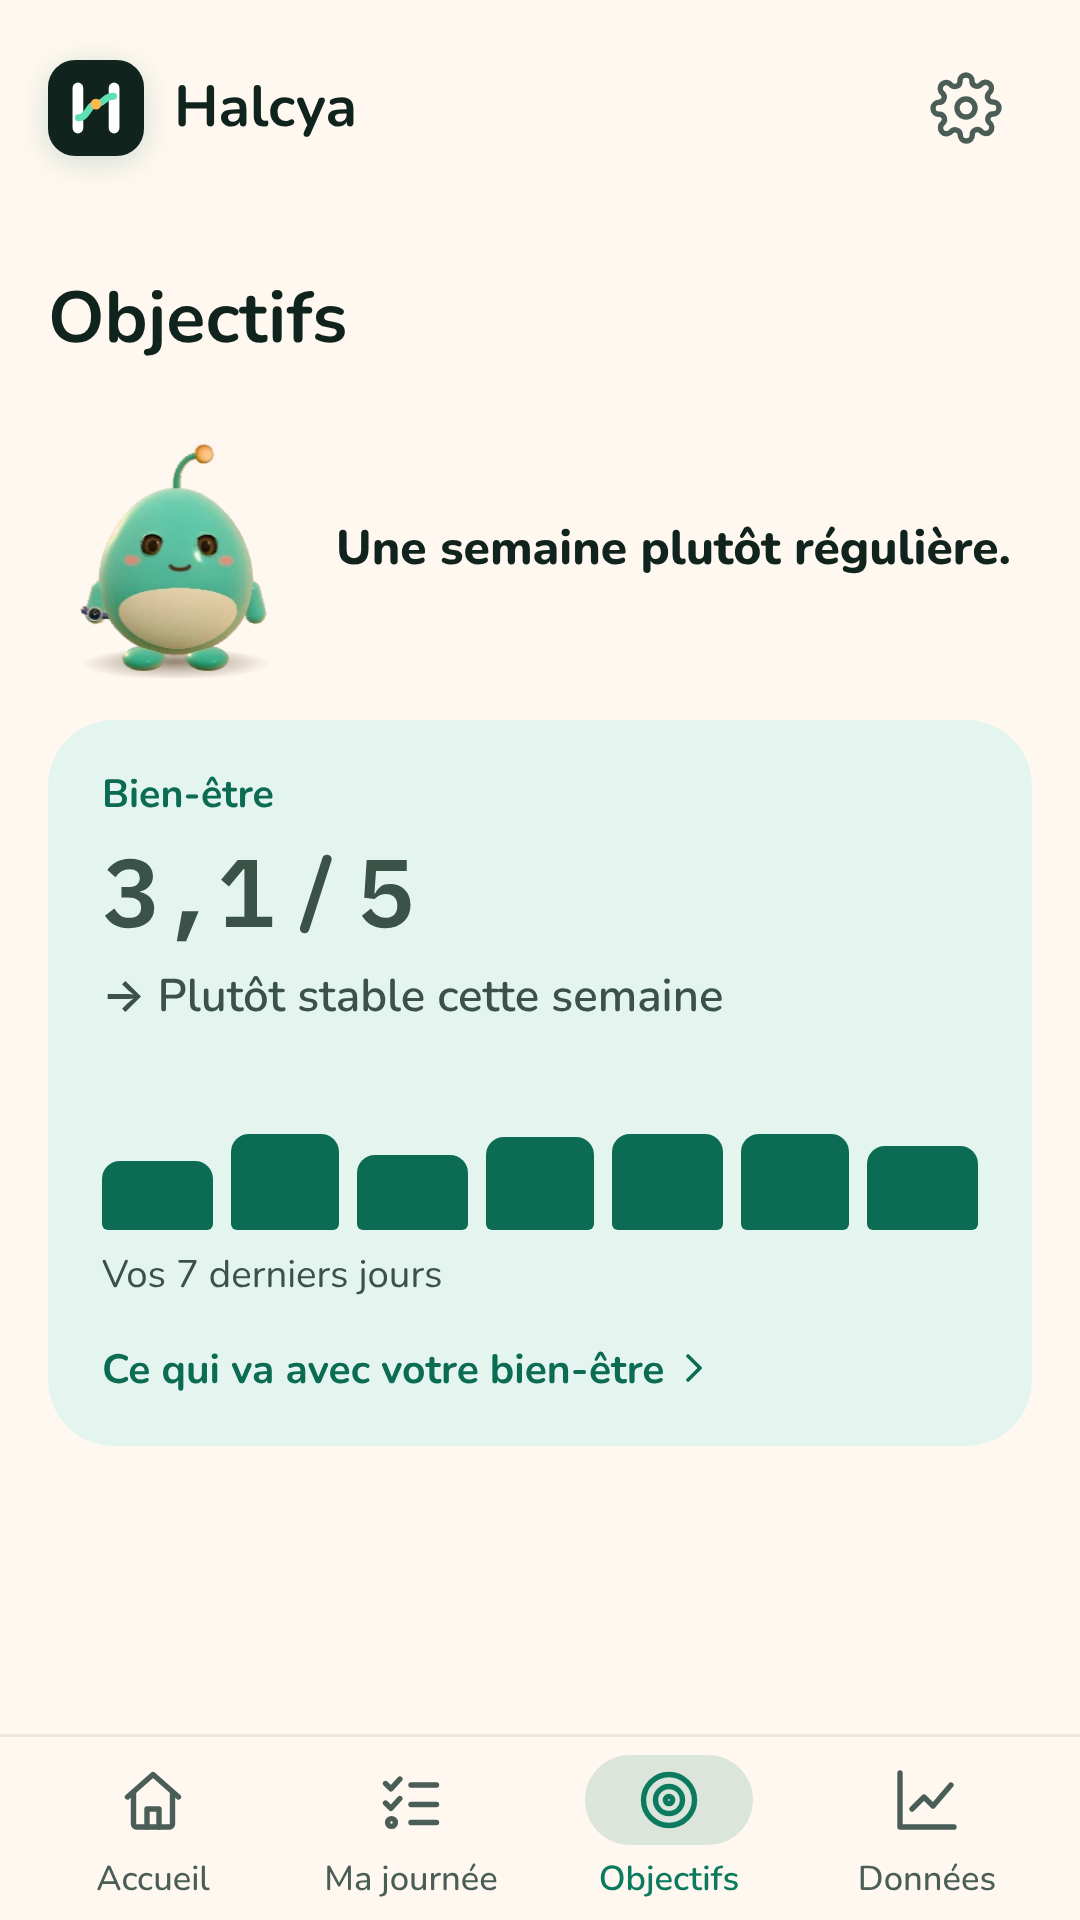 Halcya
Objectifs
Une semaine plutôt régulière.
Bien-être
3,1/5
→ Plutôt stable cette semaine
Vos 7 derniers jours
Ce qui va avec votre bien-être >
Accueil
Ma journée
Objectifs
Données